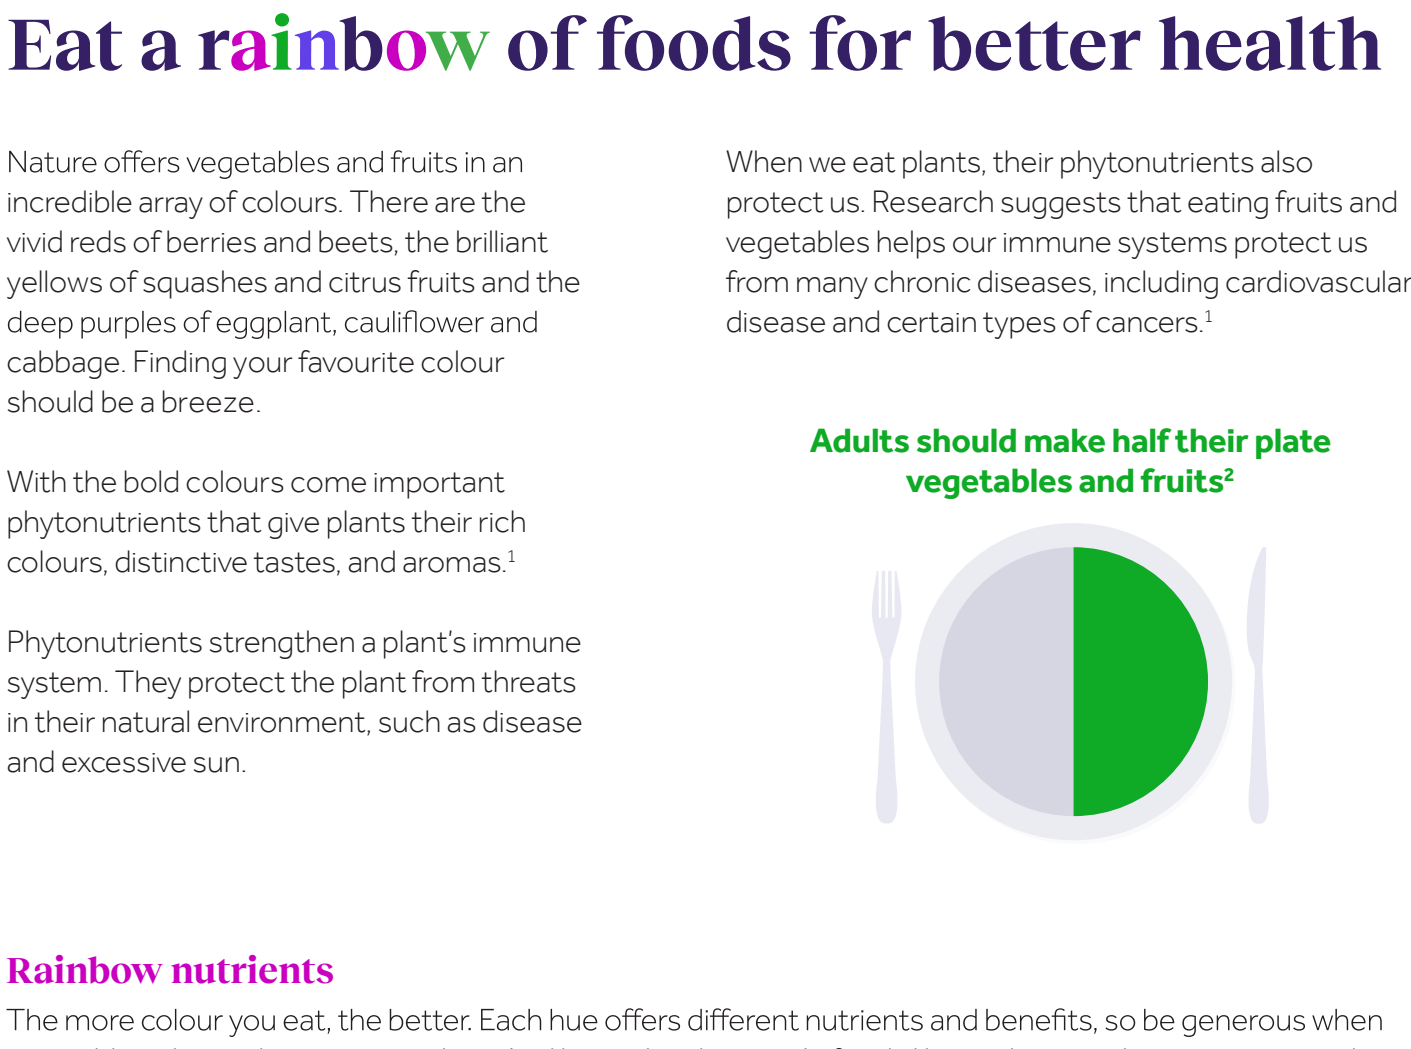 Eat a rainbow of foods for better health
Nature offers vegetables and fruits in an
incredible array of colours. There are the
vivid reds of berries and beets, the brilliant
yellows of squashes and citrus fruits and the
deep purples of eggplant, cauliflower and
cabbage. Finding your favourite colour
should be a breeze.
With the bold colours come important
phytonutrients that give plants their rich
colours, distinctive tastes, and aromas.¹
Phytonutrients strengthen a plant's immune
system. They protect the plant from threats
in their natural environment, such as disease
and excessive sun.
When we eat plants, their phytonutrients also
protect us. Research suggests that eating fruits and
vegetables helps our immune systems protect us
from many chronic diseases, including cardiovascular
disease and certain types of cancers.¹
Adults should make half their plate
vegetables and fruits²
Rainbow nutrients
The more colour you eat, the better. Each hue offers different nutrients and benefits, so be generous when